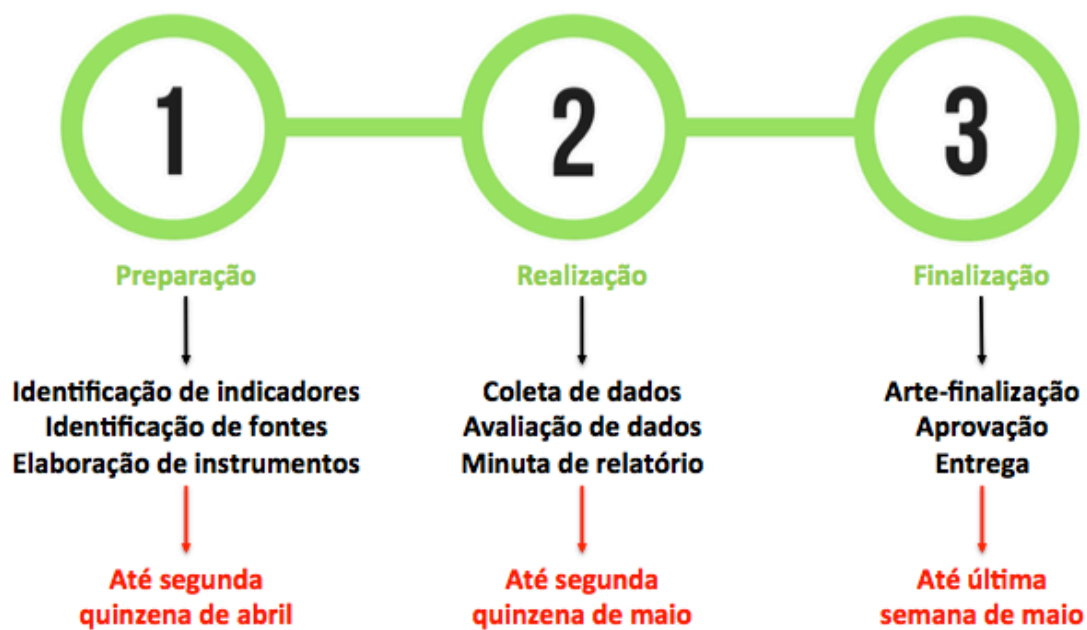 1
2
3
Preparação
Realização
Finalização
Identificação de indicadores
Identificação de fontes
Elaboração de instrumentos
Coleta de dados
Avaliação de dados
Minuta de relatório
Arte-finalização
Aprovação
Entrega
Até segunda
quinzena de abril
Até segunda
quinzena de maio
Até última
semana de maio